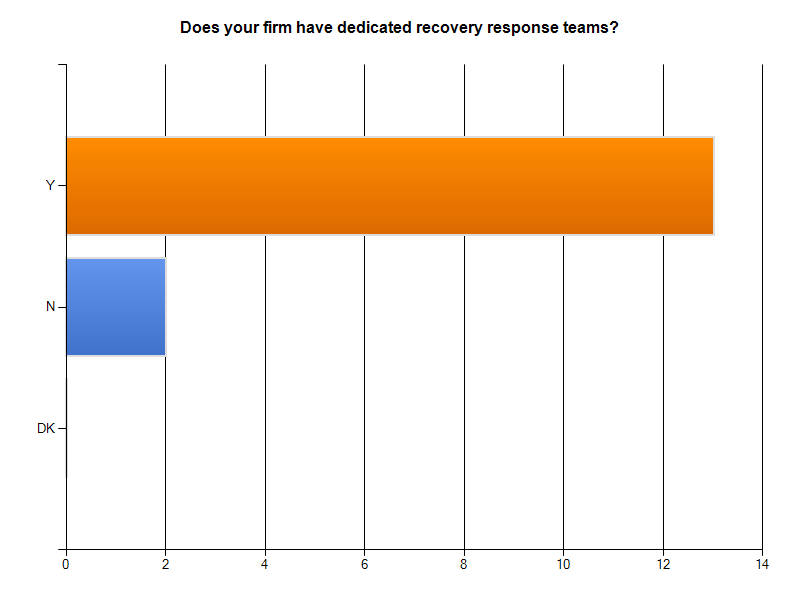 Does your firm have dedicated recovery response teams?
Y
N
DK
0 2 4 6 8 10 12 14